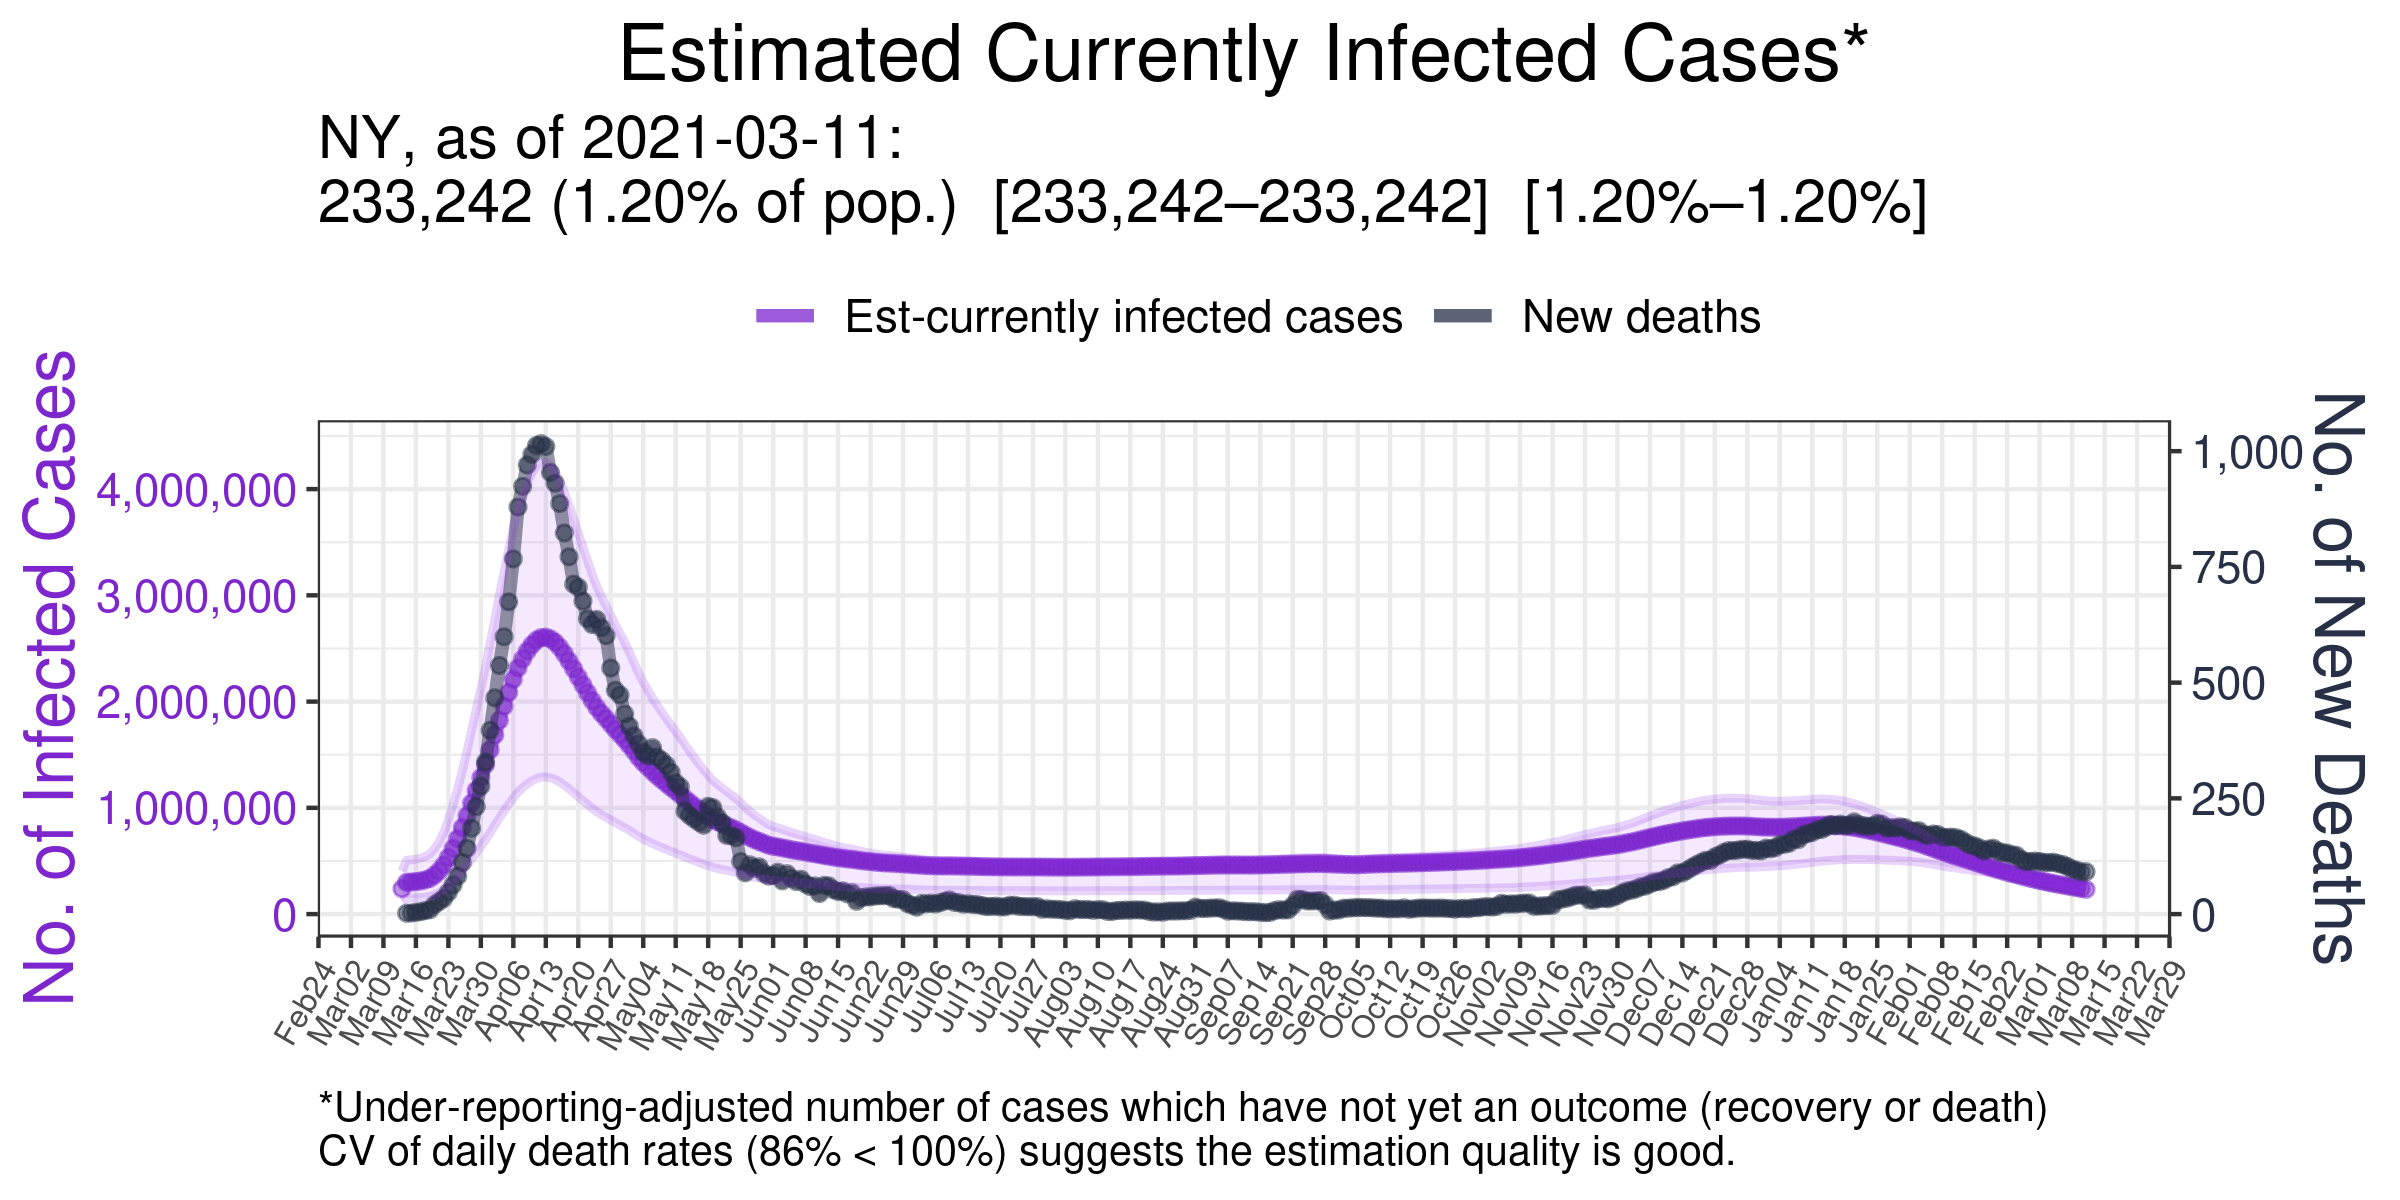 Estimated Currently Infected Cases*
NY, as of 2021-03-11:
233,242 (1.20% of pop.)  [233,242–233,242]  [1.20%–1.20%]
Est-currently infected cases
New deaths
No. of Infected Cases
4,000,000
3,000,000
2,000,000
1,000,000
0
No. of New Deaths
1,000
750
500
250
0
Feb24
Mar02
Mar09
Mar16
Mar23
Mar30
Apr06
Apr13
Apr20
Apr27
May04
May11
May18
May25
Jun01
Jun08
Jun15
Jun22
Jun29
Jul06
Jul13
Jul20
Jul27
Aug03
Aug10
Aug17
Aug24
Aug31
Sep07
Sep14
Sep21
Sep28
Oct05
Oct12
Oct19
Oct26
Nov02
Nov09
Nov16
Nov23
Nov30
Dec07
Dec14
Dec21
Dec28
Jan04
Jan11
Jan18
Jan25
Feb01
Feb08
Feb15
Feb22
Mar01
Mar08
Mar15
Mar22
Mar29
*Under-reporting-adjusted number of cases which have not yet an outcome (recovery or death)
CV of daily death rates (86% < 100%) suggests the estimation quality is good.